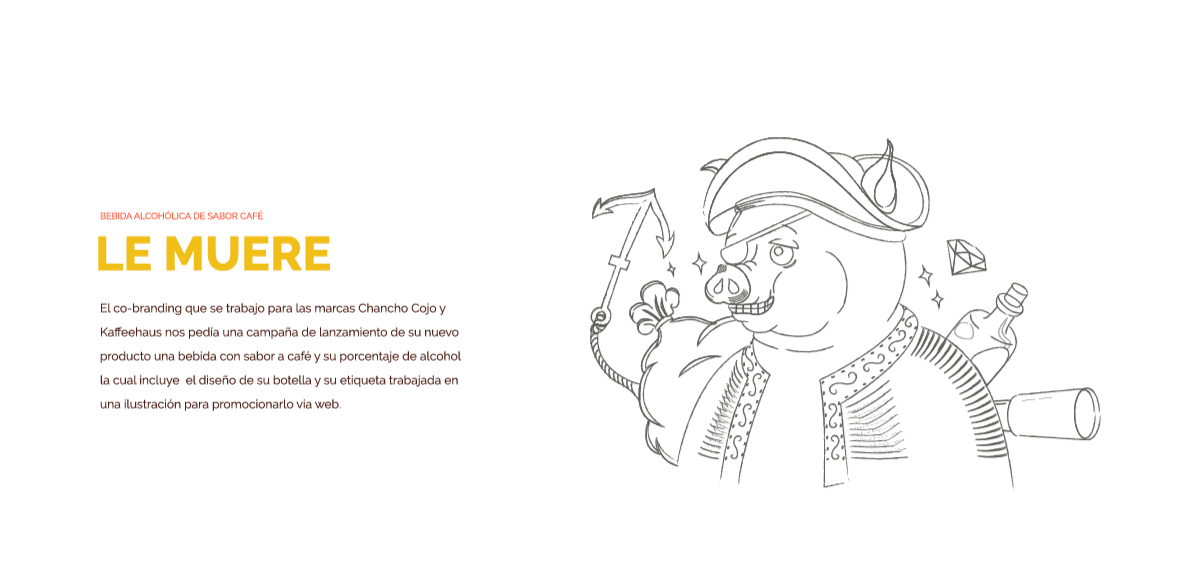 BEBIDA ALCOHÓLICA DE SABOR CAFÉ
LE MUERE
El co-branding que se trabajo para las marcas Chancho Cojo y
Kaffeehaus nos pedía una campaña de lanzamiento de su nuevo
producto una bebida con sabor a café y su porcentaje de alcohol
la cual incluye  el diseño de su botella y su etiqueta trabajada en
una ilustración para promocionarlo via web.